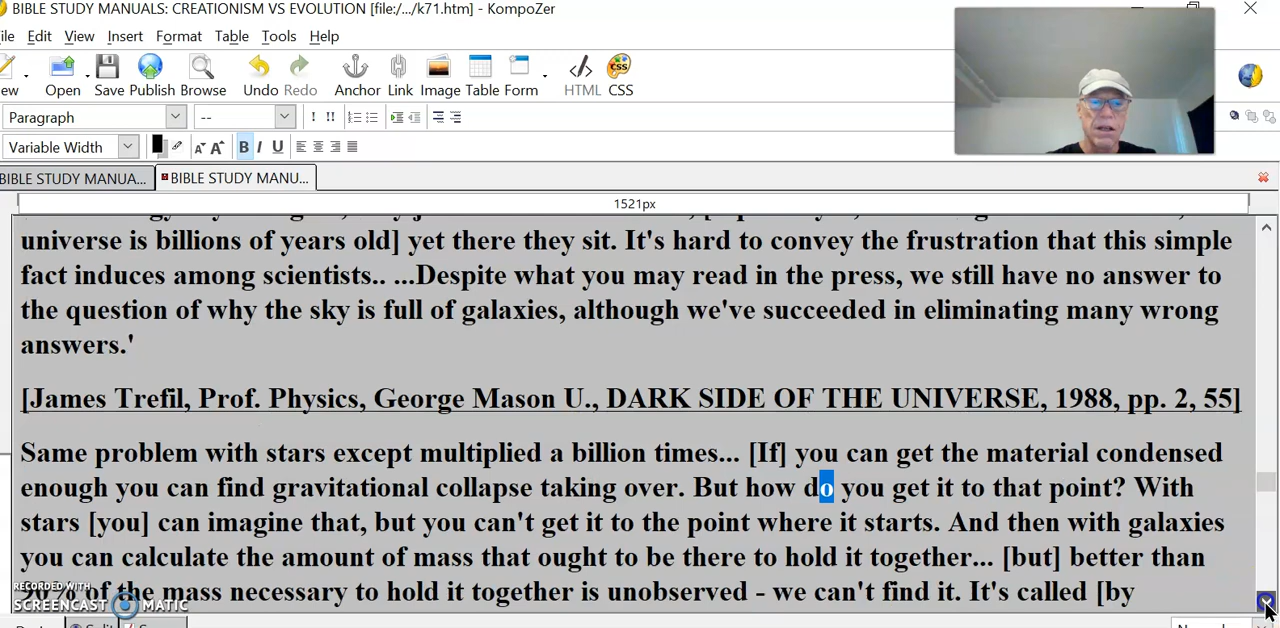 BIBLE STUDY MANUALS: CREATIONISM VS EVOLUTION [file:/.../k71.htm] - KompoZer
ile Edit View Insert Format Table Tools Help
ew Open Save Publish Browse Undo Redo Anchor Link Image Table Form HTML CSS
Paragraph -- ! !!
Variable Width B I U
BIBLE STUDY MANUA... BIBLE STUDY MANU...
1521px
universe is billions of years old] yet there they sit. It's hard to convey the frustration that this simple
fact induces among scientists.. ...Despite what you may read in the press, we still have no answer to
the question of why the sky is full of galaxies, although we've succeeded in eliminating many wrong
answers.'
[James Trefil, Prof. Physics, George Mason U., DARK SIDE OF THE UNIVERSE, 1988, pp. 2, 55]
Same problem with stars except multiplied a billion times... [If] you can get the material condensed
enough you can find gravitational collapse taking over. But how do you get it to that point? With
stars [you] can imagine that, but you can't get it to the point where it starts. And then with galaxies
you can calculate the amount of mass that ought to be there to hold it together... [but] better than
of the mass necessary to hold it together is unobserved - we can't find it. It's called [by
RECORDED WITH
SCREENCAST MATIC